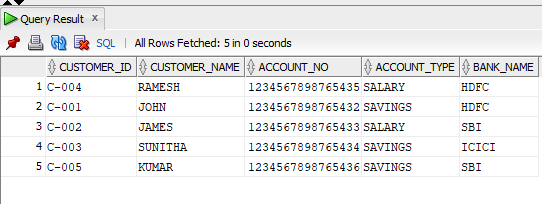 Query Result x
SQL | All Rows Fetched: 5 in 0 seconds
CUSTOMER_ID CUSTOMER_NAME ACCOUNT_NO ACCOUNT_TYPE BANK_NAME
1 C-004 RAMESH 1234567898765435 SALARY HDFC
2 C-001 JOHN 1234567898765432 SAVINGS HDFC
3 C-002 JAMES 1234567898765433 SALARY SBI
4 C-003 SUNITHA 1234567898765434 SAVINGS ICICI
5 C-005 KUMAR 1234567898765436 SAVINGS SBI